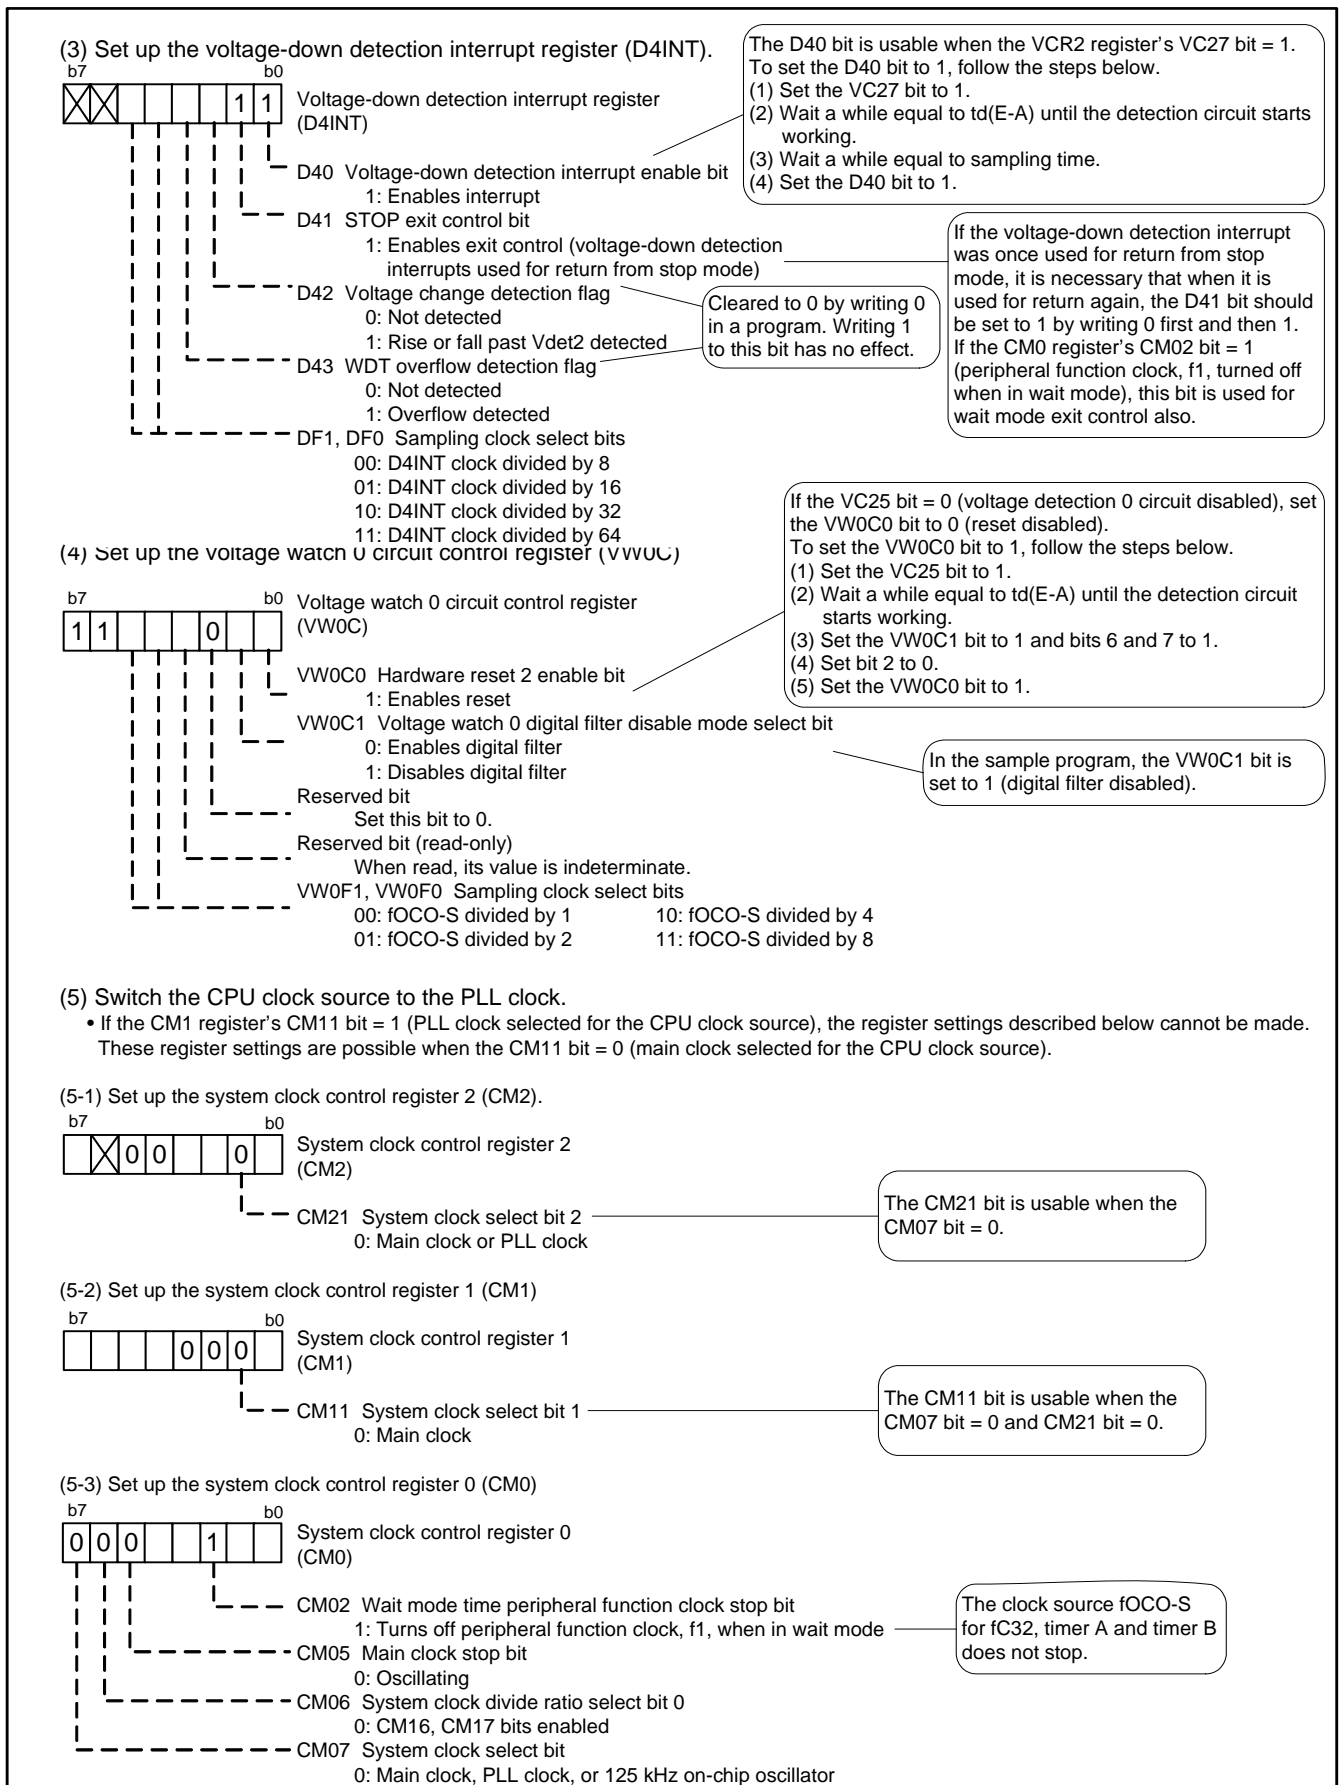 (3) Set up the voltage-down detection interrupt register (D4INT).
b7 b0
1 1
Voltage-down detection interrupt register
(D4INT)
D40 Voltage-down detection interrupt enable bit
1: Enables interrupt
D41 STOP exit control bit
1: Enables exit control (voltage-down detection
interrupts used for return from stop mode)
D42 Voltage change detection flag
0: Not detected
1: Rise or fall past Vdet2 detected
D43 WDT overflow detection flag
0: Not detected
1: Overflow detected
DF1, DF0 Sampling clock select bits
00: D4INT clock divided by 8
01: D4INT clock divided by 16
10: D4INT clock divided by 32
11: D4INT clock divided by 64
The D40 bit is usable when the VCR2 register's VC27 bit = 1.
To set the D40 bit to 1, follow the steps below.
(1) Set the VC27 bit to 1.
(2) Wait a while equal to td(E-A) until the detection circuit starts
working.
(3) Wait a while equal to sampling time.
(4) Set the D40 bit to 1.
If the voltage-down detection interrupt
was once used for return from stop
mode, it is necessary that when it is
used for return again, the D41 bit should
be set to 1 by writing 0 first and then 1.
If the CM0 register's CM02 bit = 1
(peripheral function clock, f1, turned off
when in wait mode), this bit is used for
wait mode exit control also.
Cleared to 0 by writing 0
in a program. Writing 1
to this bit has no effect.
(4) Set up the voltage watch 0 circuit control register (VW0C)
b7 b0
1 1 0
Voltage watch 0 circuit control register
(VW0C)
VW0C0 Hardware reset 2 enable bit
1: Enables reset
VW0C1 Voltage watch 0 digital filter disable mode select bit
0: Enables digital filter
1: Disables digital filter
Reserved bit
Set this bit to 0.
Reserved bit (read-only)
When read, its value is indeterminate.
VW0F1, VW0F0 Sampling clock select bits
00: fOCO-S divided by 1 10: fOCO-S divided by 4
01: fOCO-S divided by 2 11: fOCO-S divided by 8
If the VC25 bit = 0 (voltage detection 0 circuit disabled), set
the VW0C0 bit to 0 (reset disabled).
To set the VW0C0 bit to 1, follow the steps below.
(1) Set the VC25 bit to 1.
(2) Wait a while equal to td(E-A) until the detection circuit
starts working.
(3) Set the VW0C1 bit to 1 and bits 6 and 7 to 1.
(4) Set bit 2 to 0.
(5) Set the VW0C0 bit to 1.
In the sample program, the VW0C1 bit is
set to 1 (digital filter disabled).
(5) Switch the CPU clock source to the PLL clock.
• If the CM1 register's CM11 bit = 1 (PLL clock selected for the CPU clock source), the register settings described below cannot be made.
These register settings are possible when the CM11 bit = 0 (main clock selected for the CPU clock source).
(5-1) Set up the system clock control register 2 (CM2).
b7 b0
0 0 0
System clock control register 2
(CM2)
CM21 System clock select bit 2
0: Main clock or PLL clock
The CM21 bit is usable when the
CM07 bit = 0.
(5-2) Set up the system clock control register 1 (CM1)
b7 b0
0 0 0
System clock control register 1
(CM1)
CM11 System clock select bit 1
0: Main clock
The CM11 bit is usable when the
CM07 bit = 0 and CM21 bit = 0.
(5-3) Set up the system clock control register 0 (CM0)
b7 b0
0 0 0 1
System clock control register 0
(CM0)
CM02 Wait mode time peripheral function clock stop bit
1: Turns off peripheral function clock, f1, when in wait mode
CM05 Main clock stop bit
0: Oscillating
CM06 System clock divide ratio select bit 0
0: CM16, CM17 bits enabled
CM07 System clock select bit
0: Main clock, PLL clock, or 125 kHz on-chip oscillator
The clock source fOCO-S
for fC32, timer A and timer B
does not stop.